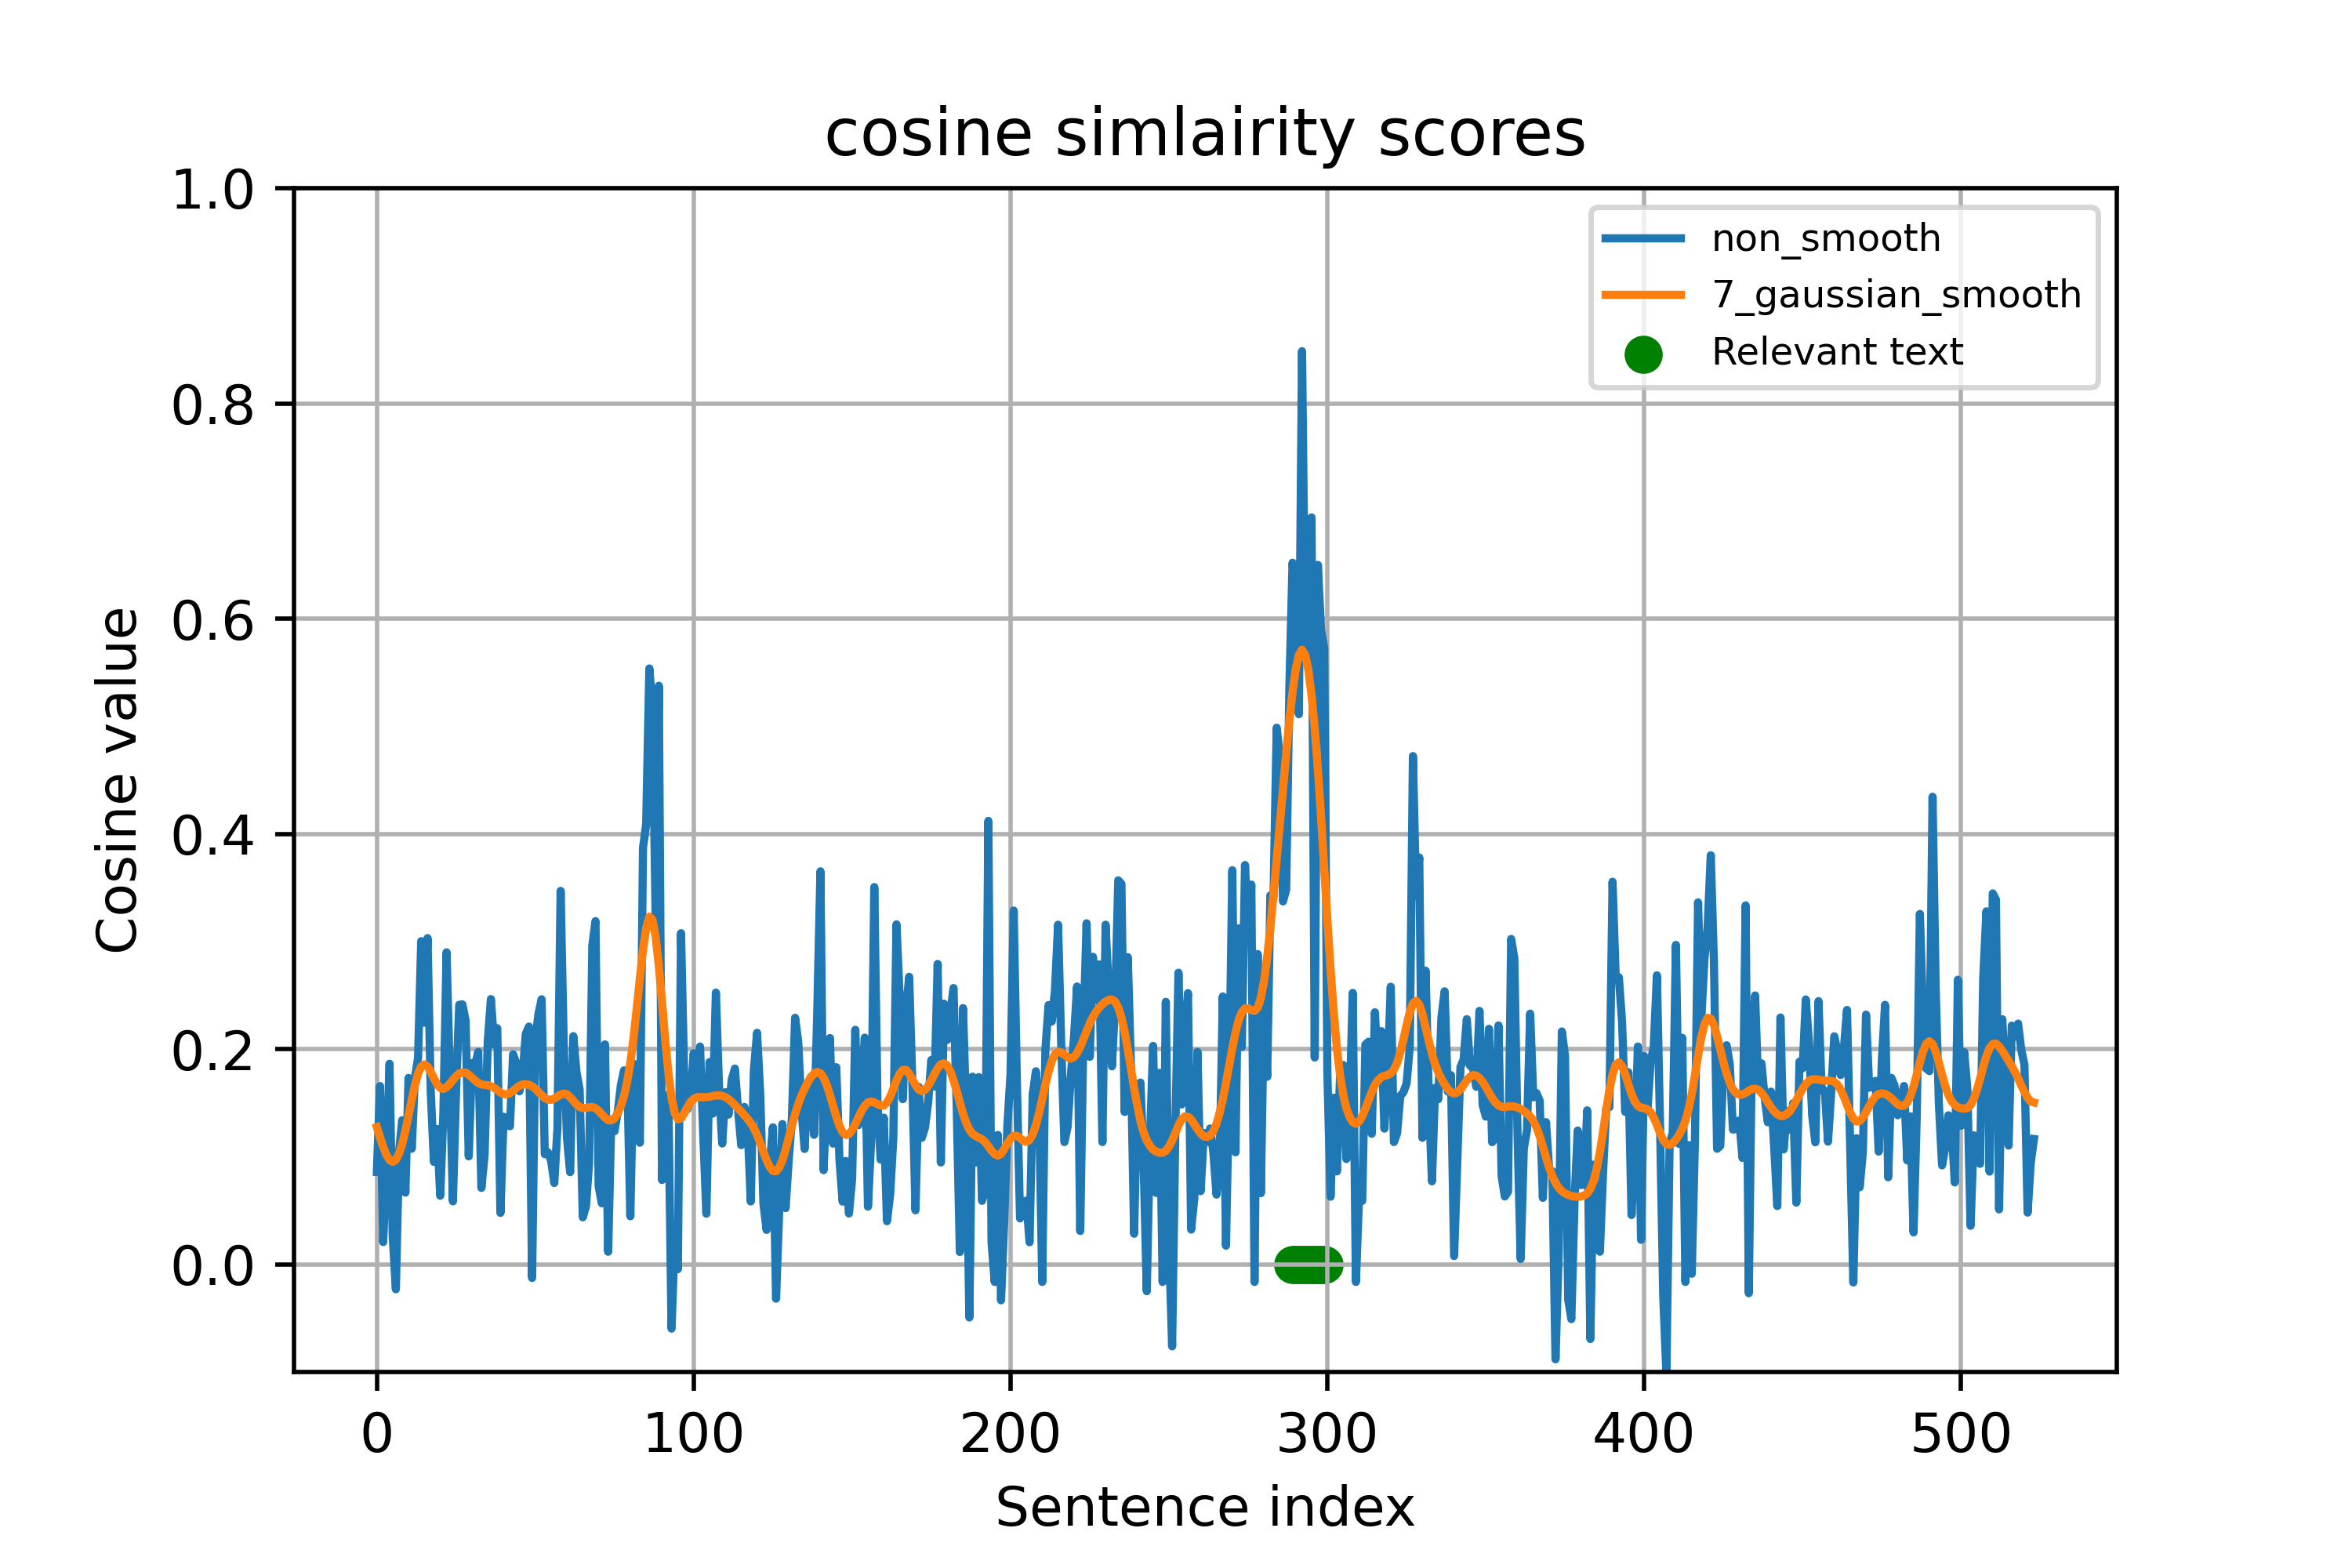 cosine simlairity scores
1.0
0.8
0.6
0.4
0.2
0.0
Cosine value
non_smooth
7_gaussian_smooth
Relevant text
0 100 200 300 400 500
Sentence index